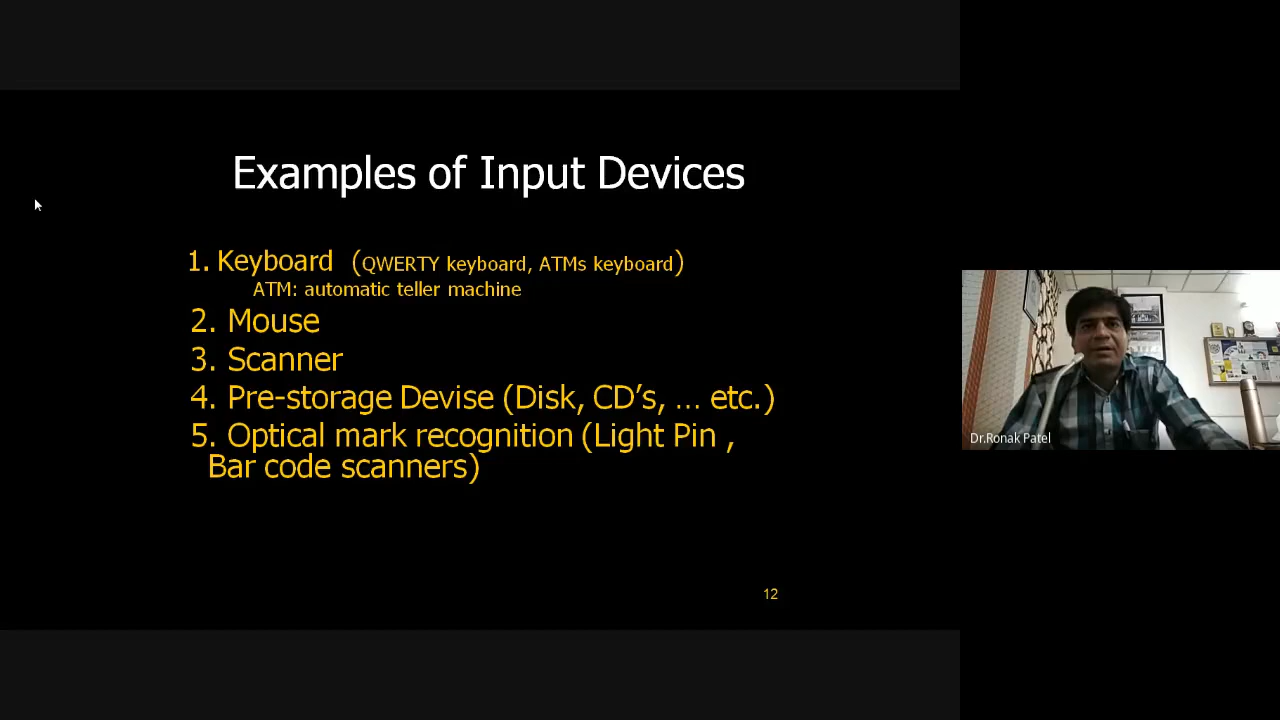 Examples of Input Devices
1. Keyboard (QWERTY keyboard, ATMs keyboard)
ATM: automatic teller machine
2. Mouse
3. Scanner
4. Pre-storage Devise (Disk, CD's, ... etc.)
5. Optical mark recognition (Light Pin ,
Bar code scanners)
12
Dr.Ronak Patel